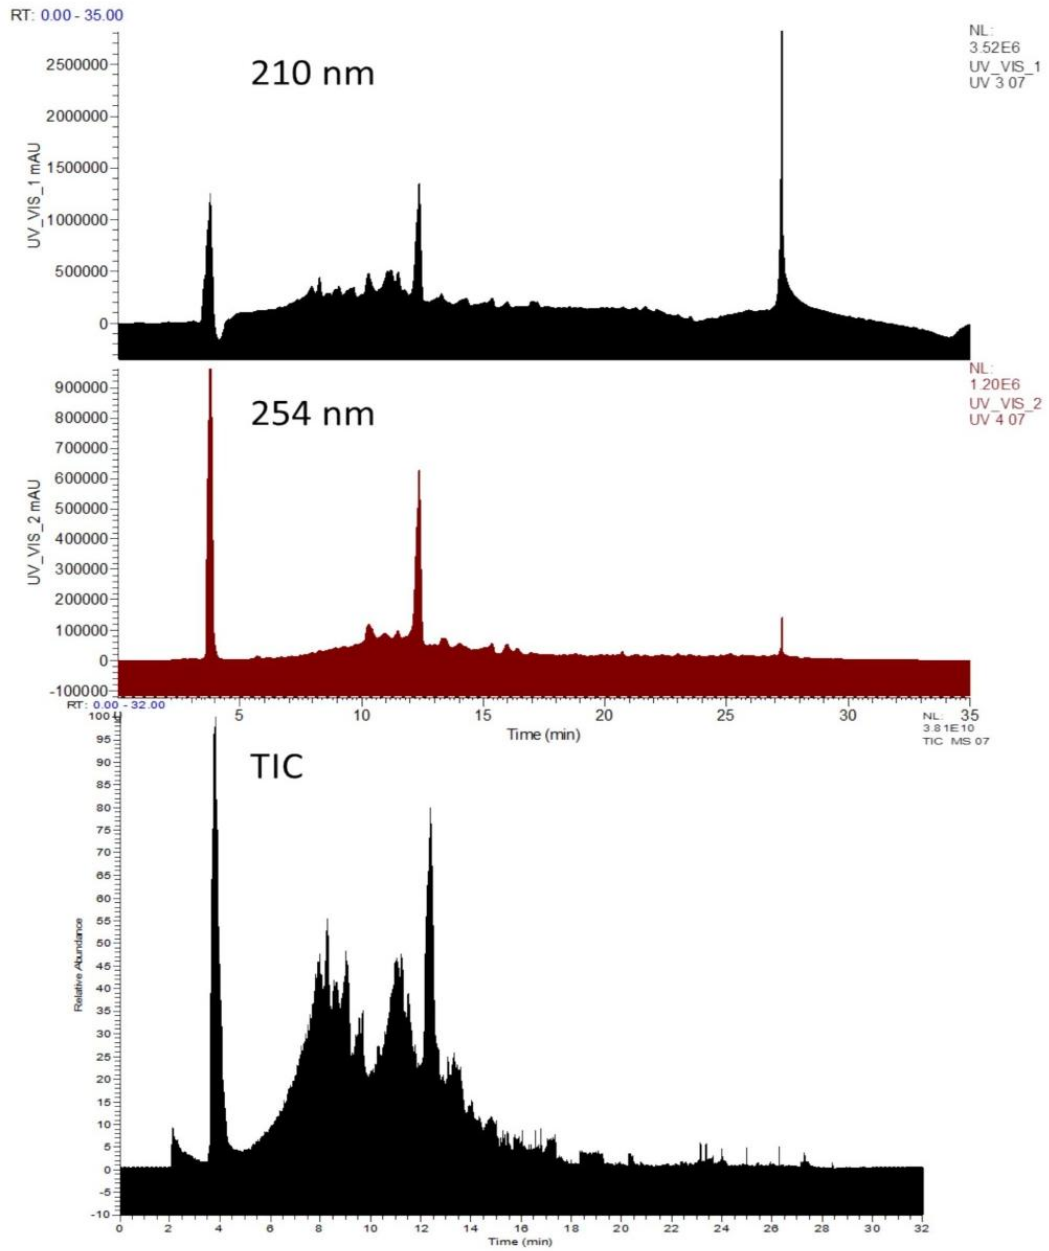 RT: 0.00 - 35.00
NL:
3.52E6
UV_VIS_1
UV 3 07
210 nm
2500000
2000000
1500000
1000000
500000
0
UV_VIS_1 mAU
NL:
1.20E6
UV_VIS_2
UV 4 07
254 nm
900000
800000
700000
600000
500000
400000
300000
200000
100000
0
-100000
UV_VIS_2 mAU
5 10 15 20 25 30 35
Time (min)
RT: 0.00 - 32.00
NL:
3.81E10
TIC MS 07
TIC
100
95
90
85
80
75
70
65
60
55
50
45
40
35
30
25
20
15
10
5
0
-5
-10
Relative Abundance
0 2 4 6 8 10 12 14 16 18 20 22 24 26 28 30 32
Time (min)